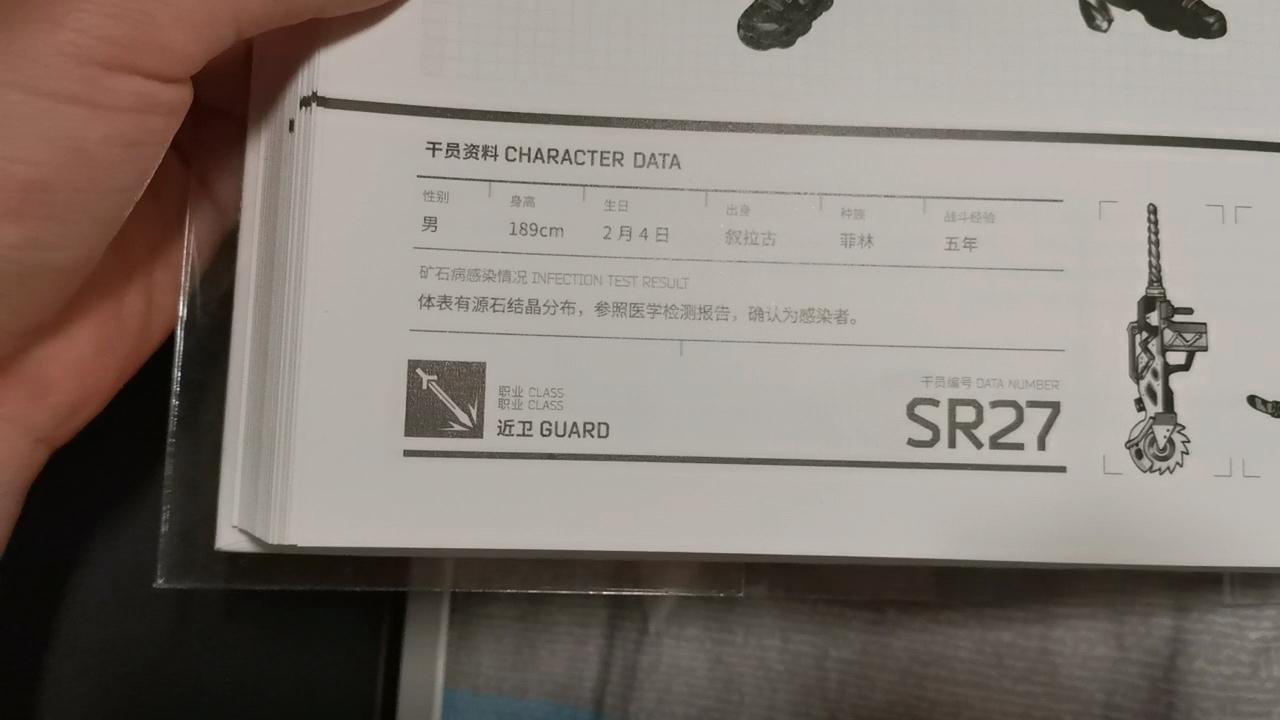 干员资料 CHARACTER DATA
性别 身高 生日 出身 种族 战斗经验
男 189cm 2月4日 叙拉古 菲林 五年
矿石病感染情况 INFECTION TEST RESULT
体表有源石结晶分布，参照医学检测报告，确认为感染者。
职业 CLASS
职业 CLASS
近卫 GUARD
干员编号 DATA NUMBER
SR27